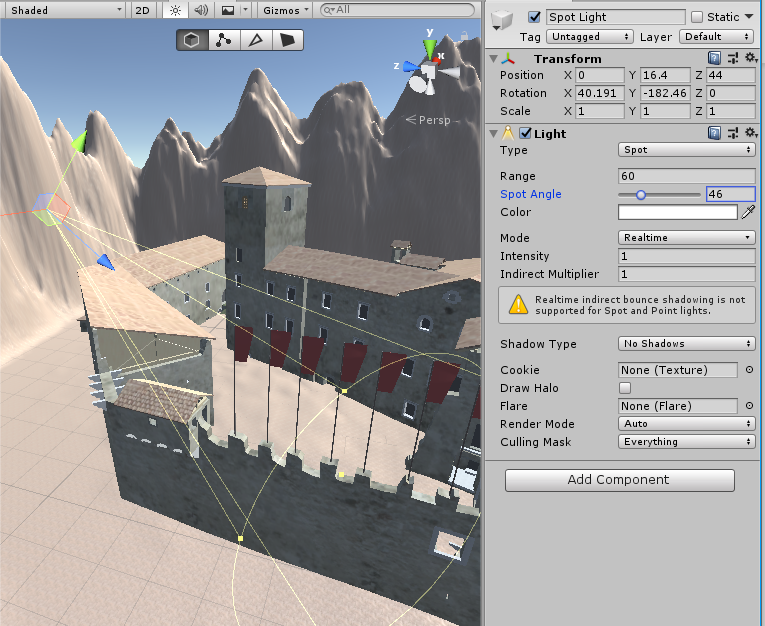 Shaded 2D Gizmos All
y
x
z
Persp
Spot Light Static
Tag Untagged Layer Default
Transform
Position X 0 Y 16.4 Z 44
Rotation X 40.191 Y -182.46 Z 0
Scale X 1 Y 1 Z 1
Light
Type Spot
Range 60
Spot Angle 46
Color
Mode Realtime
Intensity 1
Indirect Multiplier 1
Realtime indirect bounce shadowing is not
supported for Spot and Point lights.
Shadow Type No Shadows
Cookie None (Texture)
Draw Halo
Flare None (Flare)
Render Mode Auto
Culling Mask Everything
Add Component